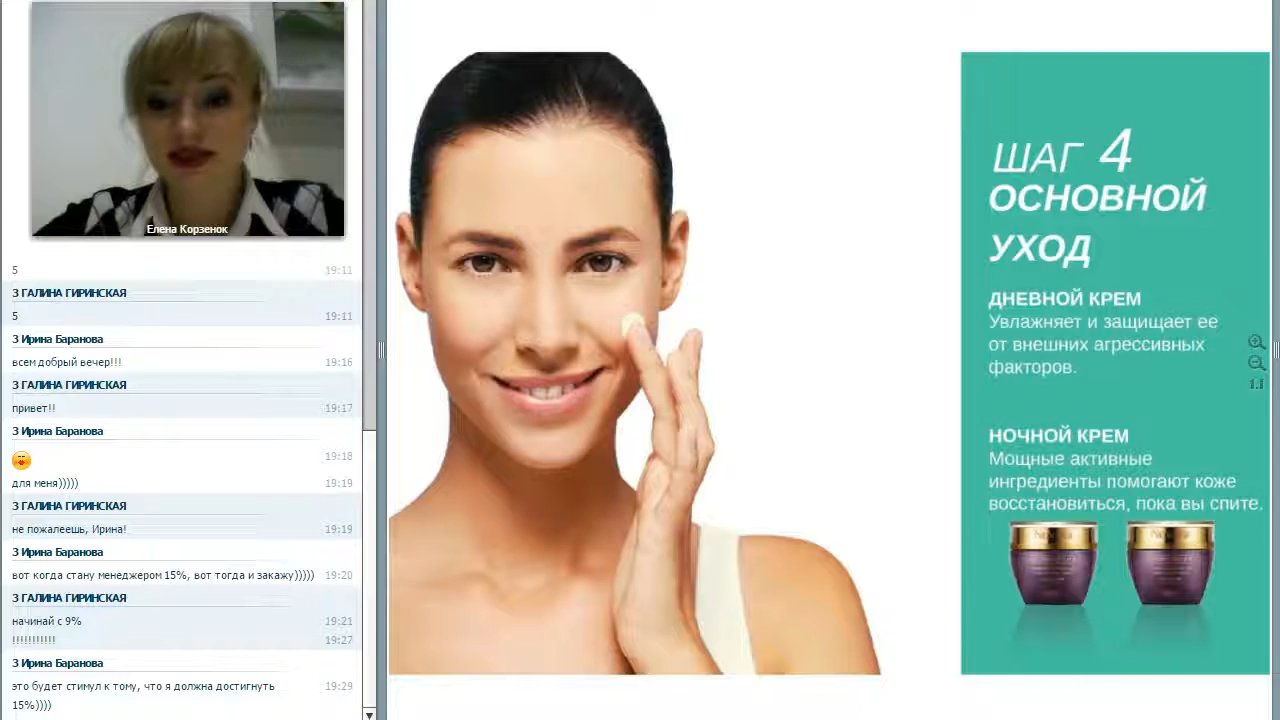 Елена Корзенок
5 19:11
3 ГАЛИНА ГИРИНСКАЯ
5 19:11
3 Ирина Баранова
всем добрый вечер!!! 19:16
3 ГАЛИНА ГИРИНСКАЯ
привет!! 19:17
3 Ирина Баранова
19:18
для меня))))) 19:19
3 ГАЛИНА ГИРИНСКАЯ
не пожалеешь, Ирина! 19:19
3 Ирина Баранова
вот когда стану менеджером 15%, вот тогда и закажу))))) 19:20
3 ГАЛИНА ГИРИНСКАЯ
начинай с 9% 19:21
!!!!!!!!!!! 19:27
3 Ирина Баранова
это будет стимул к тому, что я должна достигнуть 19:29
15%))))
ШАГ 4
ОСНОВНОЙ
УХОД
ДНЕВНОЙ КРЕМ
Увлажняет и защищает ее
от внешних агрессивных
факторов.
НОЧНОЙ КРЕМ
Мощные активные
ингредиенты помогают коже
восстановиться, пока вы спите.
1:1